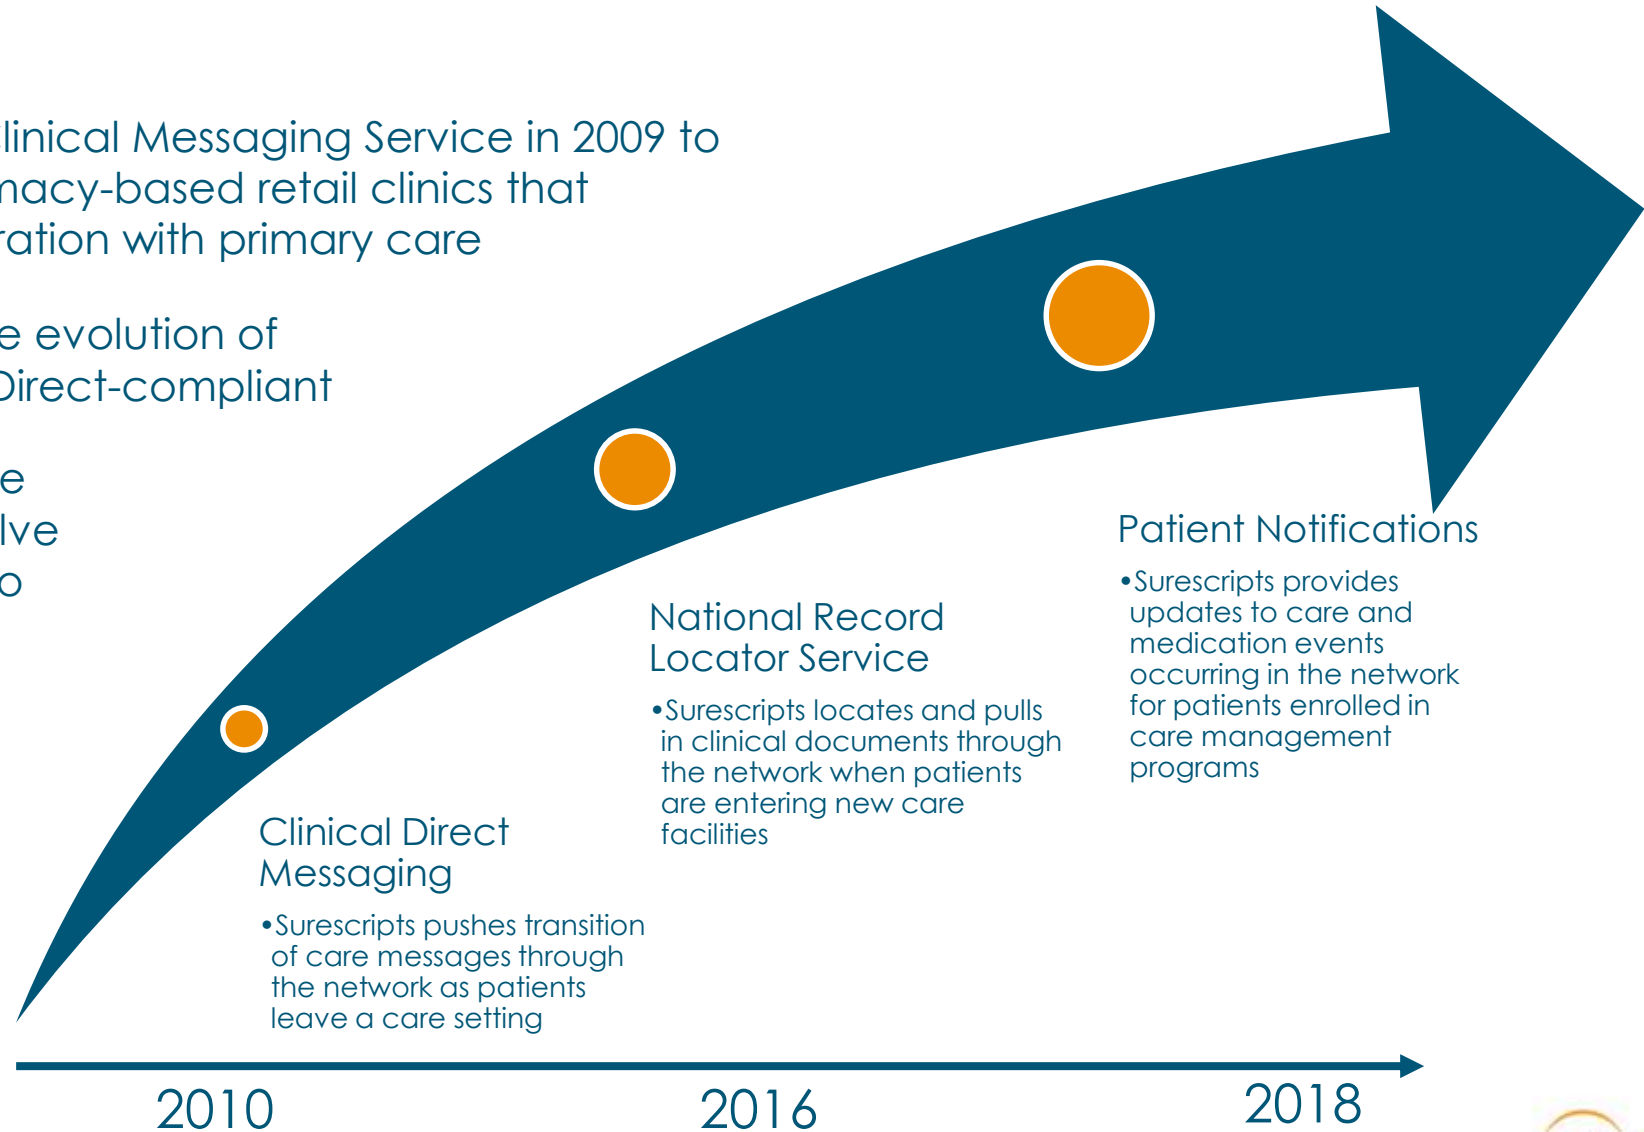 Clinical Messaging Service in 2009 to
macy-based retail clinics that
ration with primary care
e evolution of
Direct-compliant
e
lve
o
Patient Notifications
•Surescripts provides
updates to care and
medication events
occurring in the network
for patients enrolled in
care management
programs
National Record
Locator Service
•Surescripts locates and pulls
in clinical documents through
the network when patients
are entering new care
facilities
Clinical Direct
Messaging
•Surescripts pushes transition
of care messages through
the network as patients
leave a care setting
2010
2016
2018